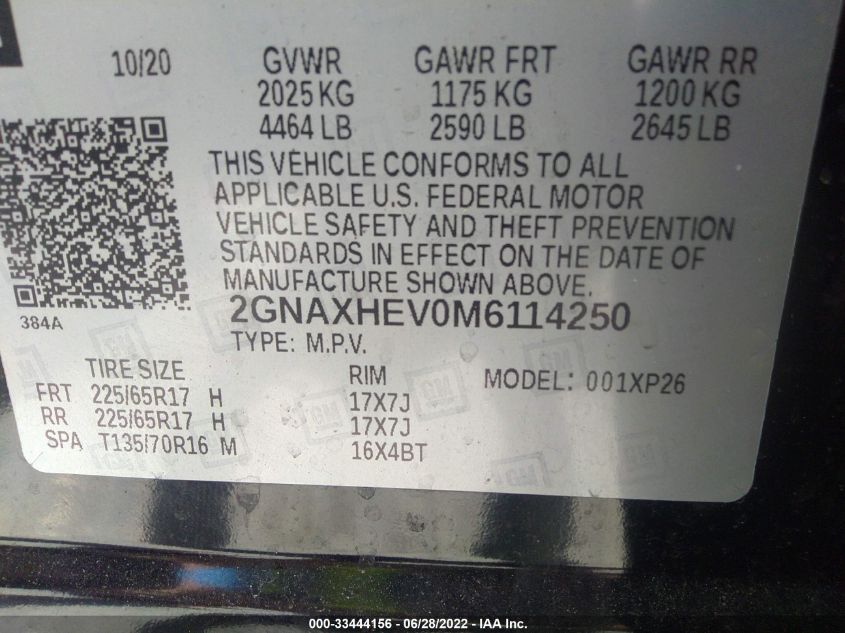 10/20 GVWR GAWR FRT GAWR RR
2025 KG 1175 KG 1200 KG
4464 LB 2590 LB 2645 LB
THIS VEHICLE CONFORMS TO ALL
APPLICABLE U.S. FEDERAL MOTOR
VEHICLE SAFETY AND THEFT PREVENTION
STANDARDS IN EFFECT ON THE DATE OF
MANUFACTURE SHOWN ABOVE.
384A 2GNAXHEV0M6114250
TYPE: M.P.V.
TIRE SIZE RIM MODEL: 001XP26
FRT 225/65R17 H 17X7J
RR 225/65R17 H 17X7J
SPA T135/70R16 M 16X4BT
GM
GM
GM
000-33444156 - 06/28/2022 - IAA Inc.